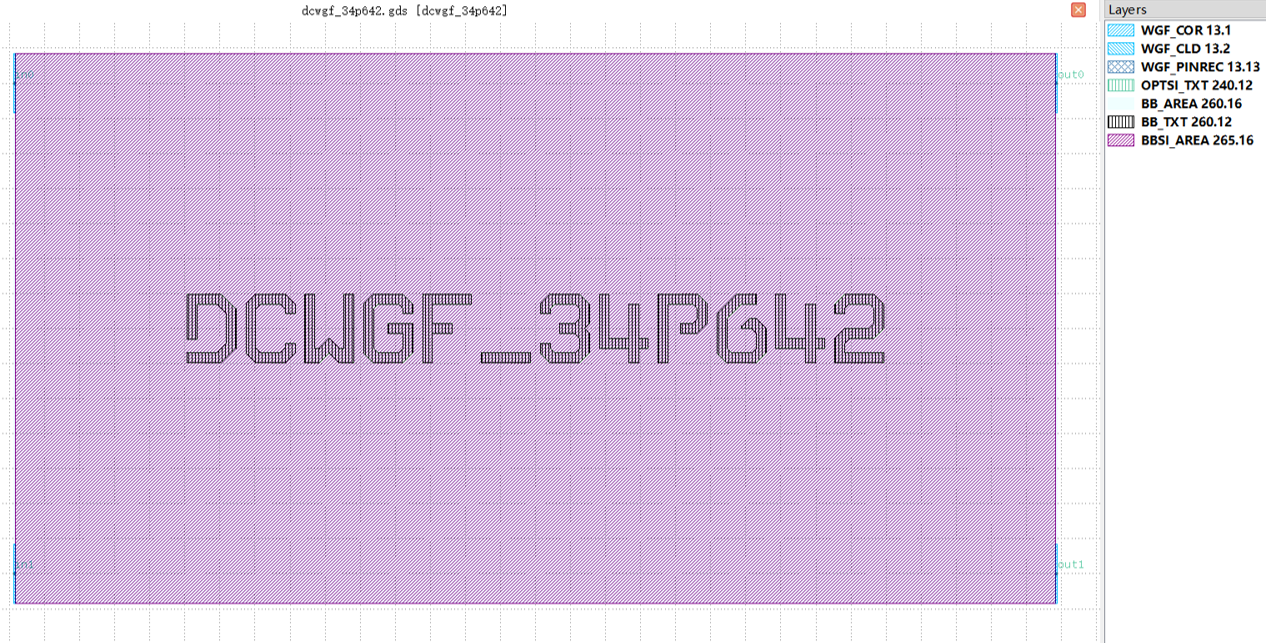 dcwgf_34p642.gds [dcwgf_34p642]
Layers
WGF_COR 13.1
WGF_CLD 13.2
WGF_PINREC 13.13
OPTSI_TXT 240.12
BB_AREA 260.16
BB_TXT 260.12
BBSI_AREA 265.16
in0
out0
DCWGF_34P642
in1
out1